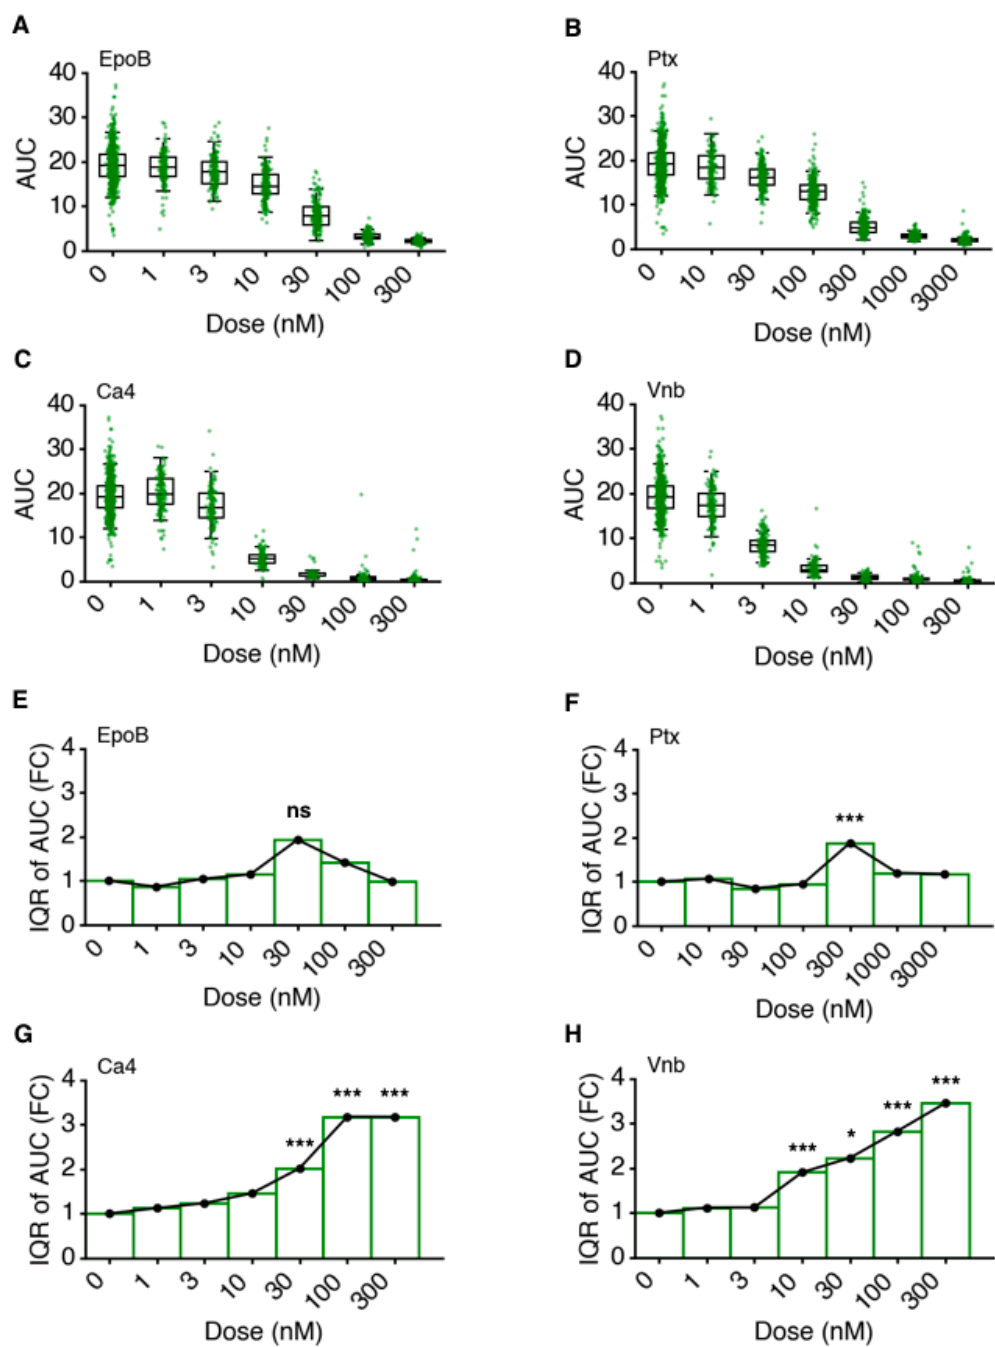 A
EpoB
AUC
40
30
20
10
0
0 1 3 10 30 100 300
Dose (nM)
B
Ptx
AUC
40
30
20
10
0
0 10 30 100 300 1000 3000
Dose (nM)
C
Ca4
AUC
40
30
20
10
0
0 1 3 10 30 100 300
Dose (nM)
D
Vnb
AUC
40
30
20
10
0
0 1 3 10 30 100 300
Dose (nM)
E
EpoB
IQR of AUC (FC)
4
3
2
1
0
ns
0 1 3 10 30 100 300
Dose (nM)
F
Ptx
IQR of AUC (FC)
4
3
2
1
0
***
0 10 30 100 300 1000 3000
Dose (nM)
G
Ca4
IQR of AUC (FC)
4
3
2
1
0
*** *** ***
0 1 3 10 30 100 300
Dose (nM)
H
Vnb
IQR of AUC (FC)
4
3
2
1
0
*** * *** ***
0 1 3 10 30 100 300
Dose (nM)